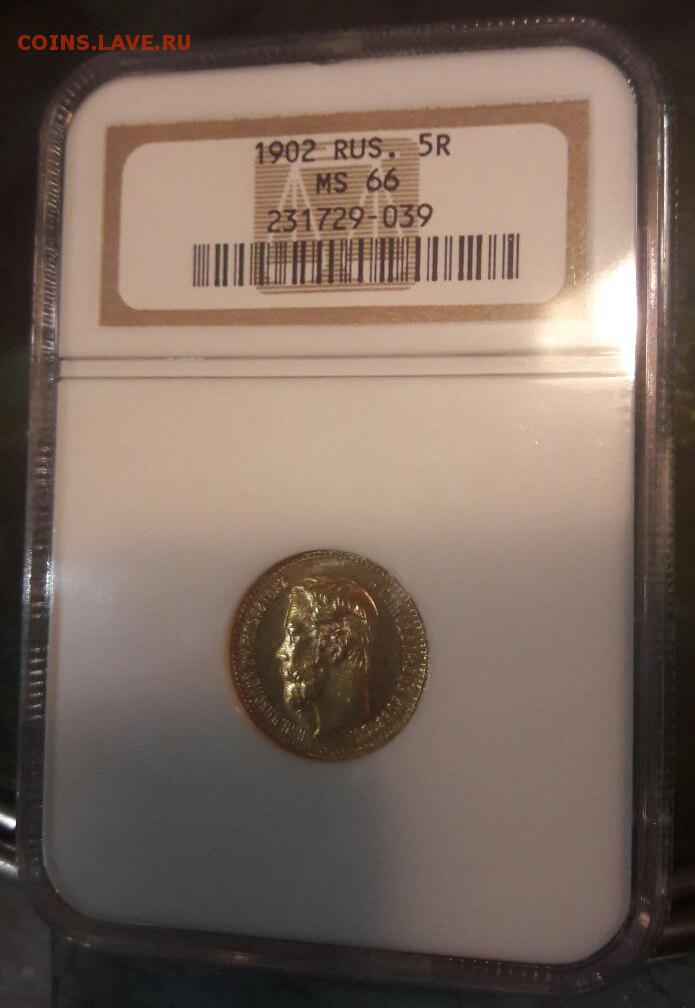 COINS.LAVE.RU
1902 RUS. 5R
MS 66
231729-039